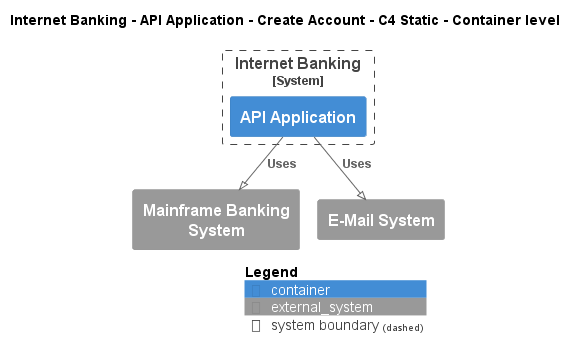 Internet Banking - API Application - Create Account - C4 Static - Container level
Internet Banking
[System]
API Application
Uses
Uses
Mainframe Banking
System
E-Mail System
Legend
container
external_system
system boundary (dashed)